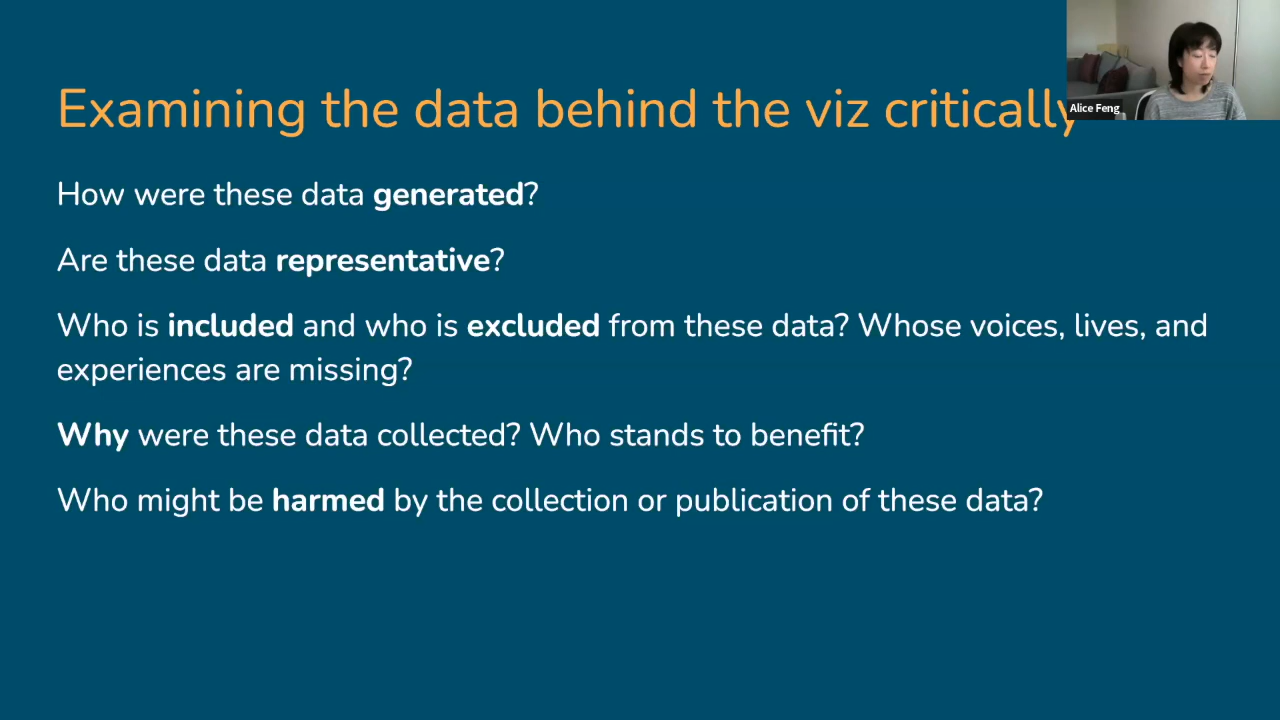 Alice Feng
Examining the data behind the viz critically
How were these data generated?
Are these data representative?
Who is included and who is excluded from these data? Whose voices, lives, and
experiences are missing?
Why were these data collected? Who stands to benefit?
Who might be harmed by the collection or publication of these data?